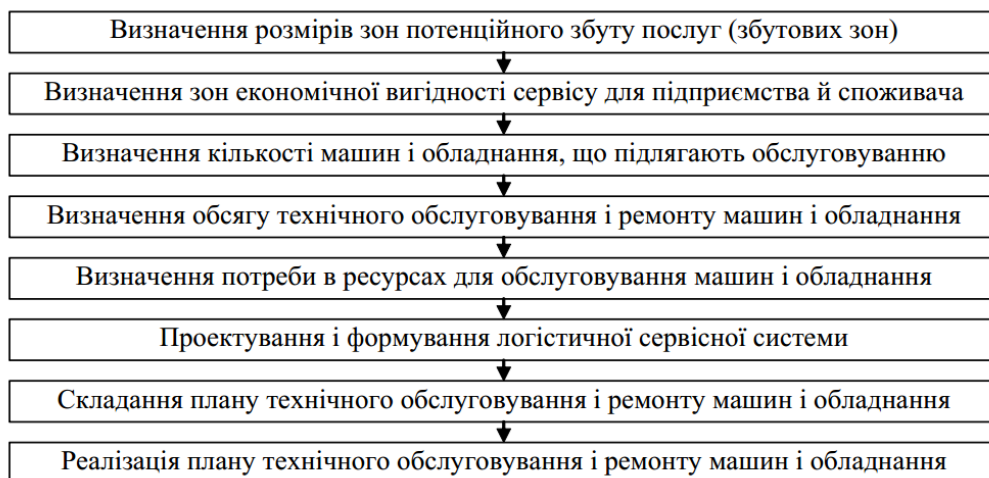 Визначення розмірів зон потенційного збуту послуг (збутових зон)
Визначення зон економічної вигідності сервісу для підприємства й споживача
Визначення кількості машин і обладнання, що підлягають обслуговуванню
Визначення обсягу технічного обслуговування і ремонту машин і обладнання
Визначення потреби в ресурсах для обслуговування машин і обладнання
Проектування і формування логістичної сервісної системи
Складання плану технічного обслуговування і ремонту машин і обладнання
Реалізація плану технічного обслуговування і ремонту машин і обладнання